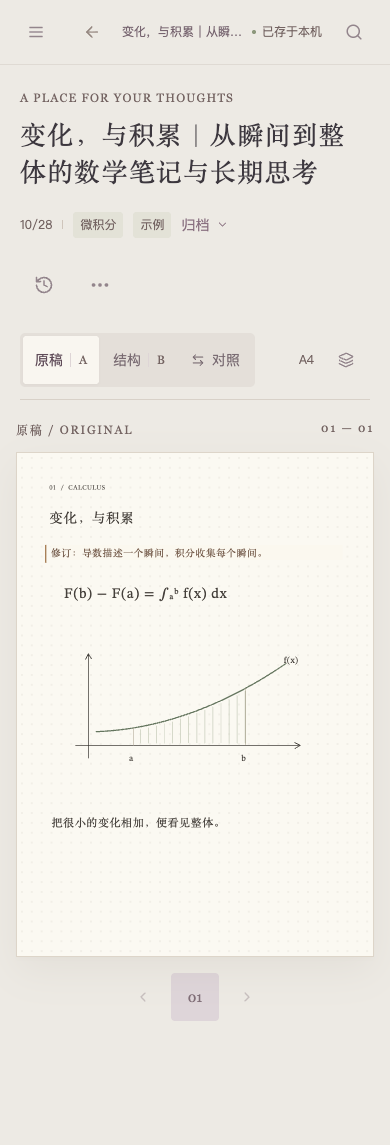 变化，与积累｜从瞬... • 已存于本机
A PLACE FOR YOUR THOUGHTS
变化，与积累｜从瞬间到整
体的数学笔记与长期思考
10/28 微积分 示例 归档
原稿 A 结构 B 对照 A4
原稿 / ORIGINAL 01 — 01
01 / CALCULUS
变化，与积累
修订：导数描述一个瞬间，积分收集每个瞬间。
F(b) − F(a) = ∫ₐᵇ f(x) dx
f(x)
a b
把很小的变化相加，便看见整体。
01